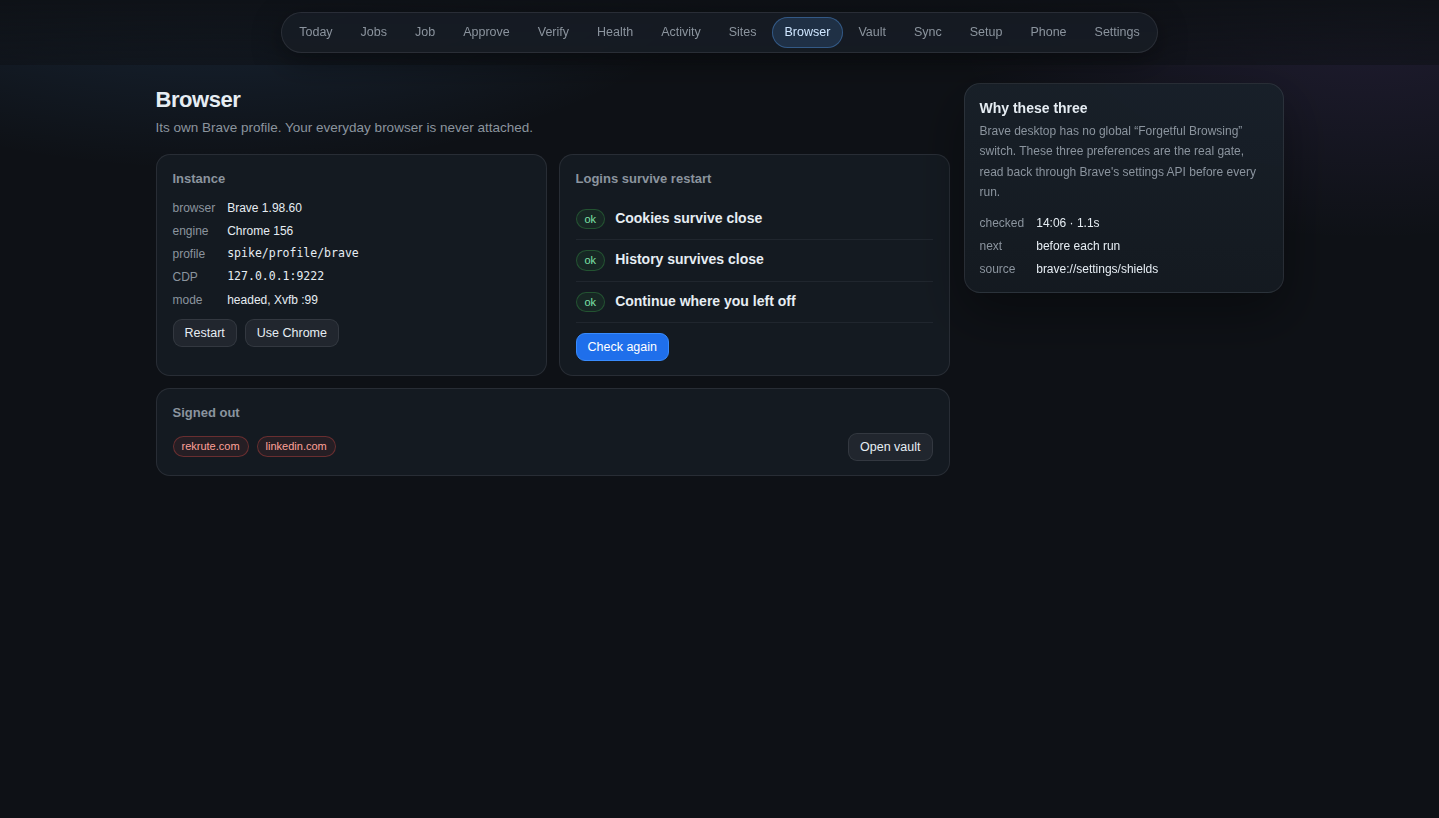 Today Jobs Job Approve Verify Health Activity Sites Browser Vault Sync Setup Phone Settings
Browser
Its own Brave profile. Your everyday browser is never attached.
Instance
browser Brave 1.98.60
engine Chrome 156
profile spike/profile/brave
CDP 127.0.0.1:9222
mode headed, Xvfb :99
Restart Use Chrome
Logins survive restart
ok Cookies survive close
ok History survives close
ok Continue where you left off
Check again
Signed out
rekrute.com linkedin.com Open vault
Why these three
Brave desktop has no global “Forgetful Browsing”
switch. These three preferences are the real gate,
read back through Brave's settings API before every
run.
checked 14:06 · 1.1s
next before each run
source brave://settings/shields